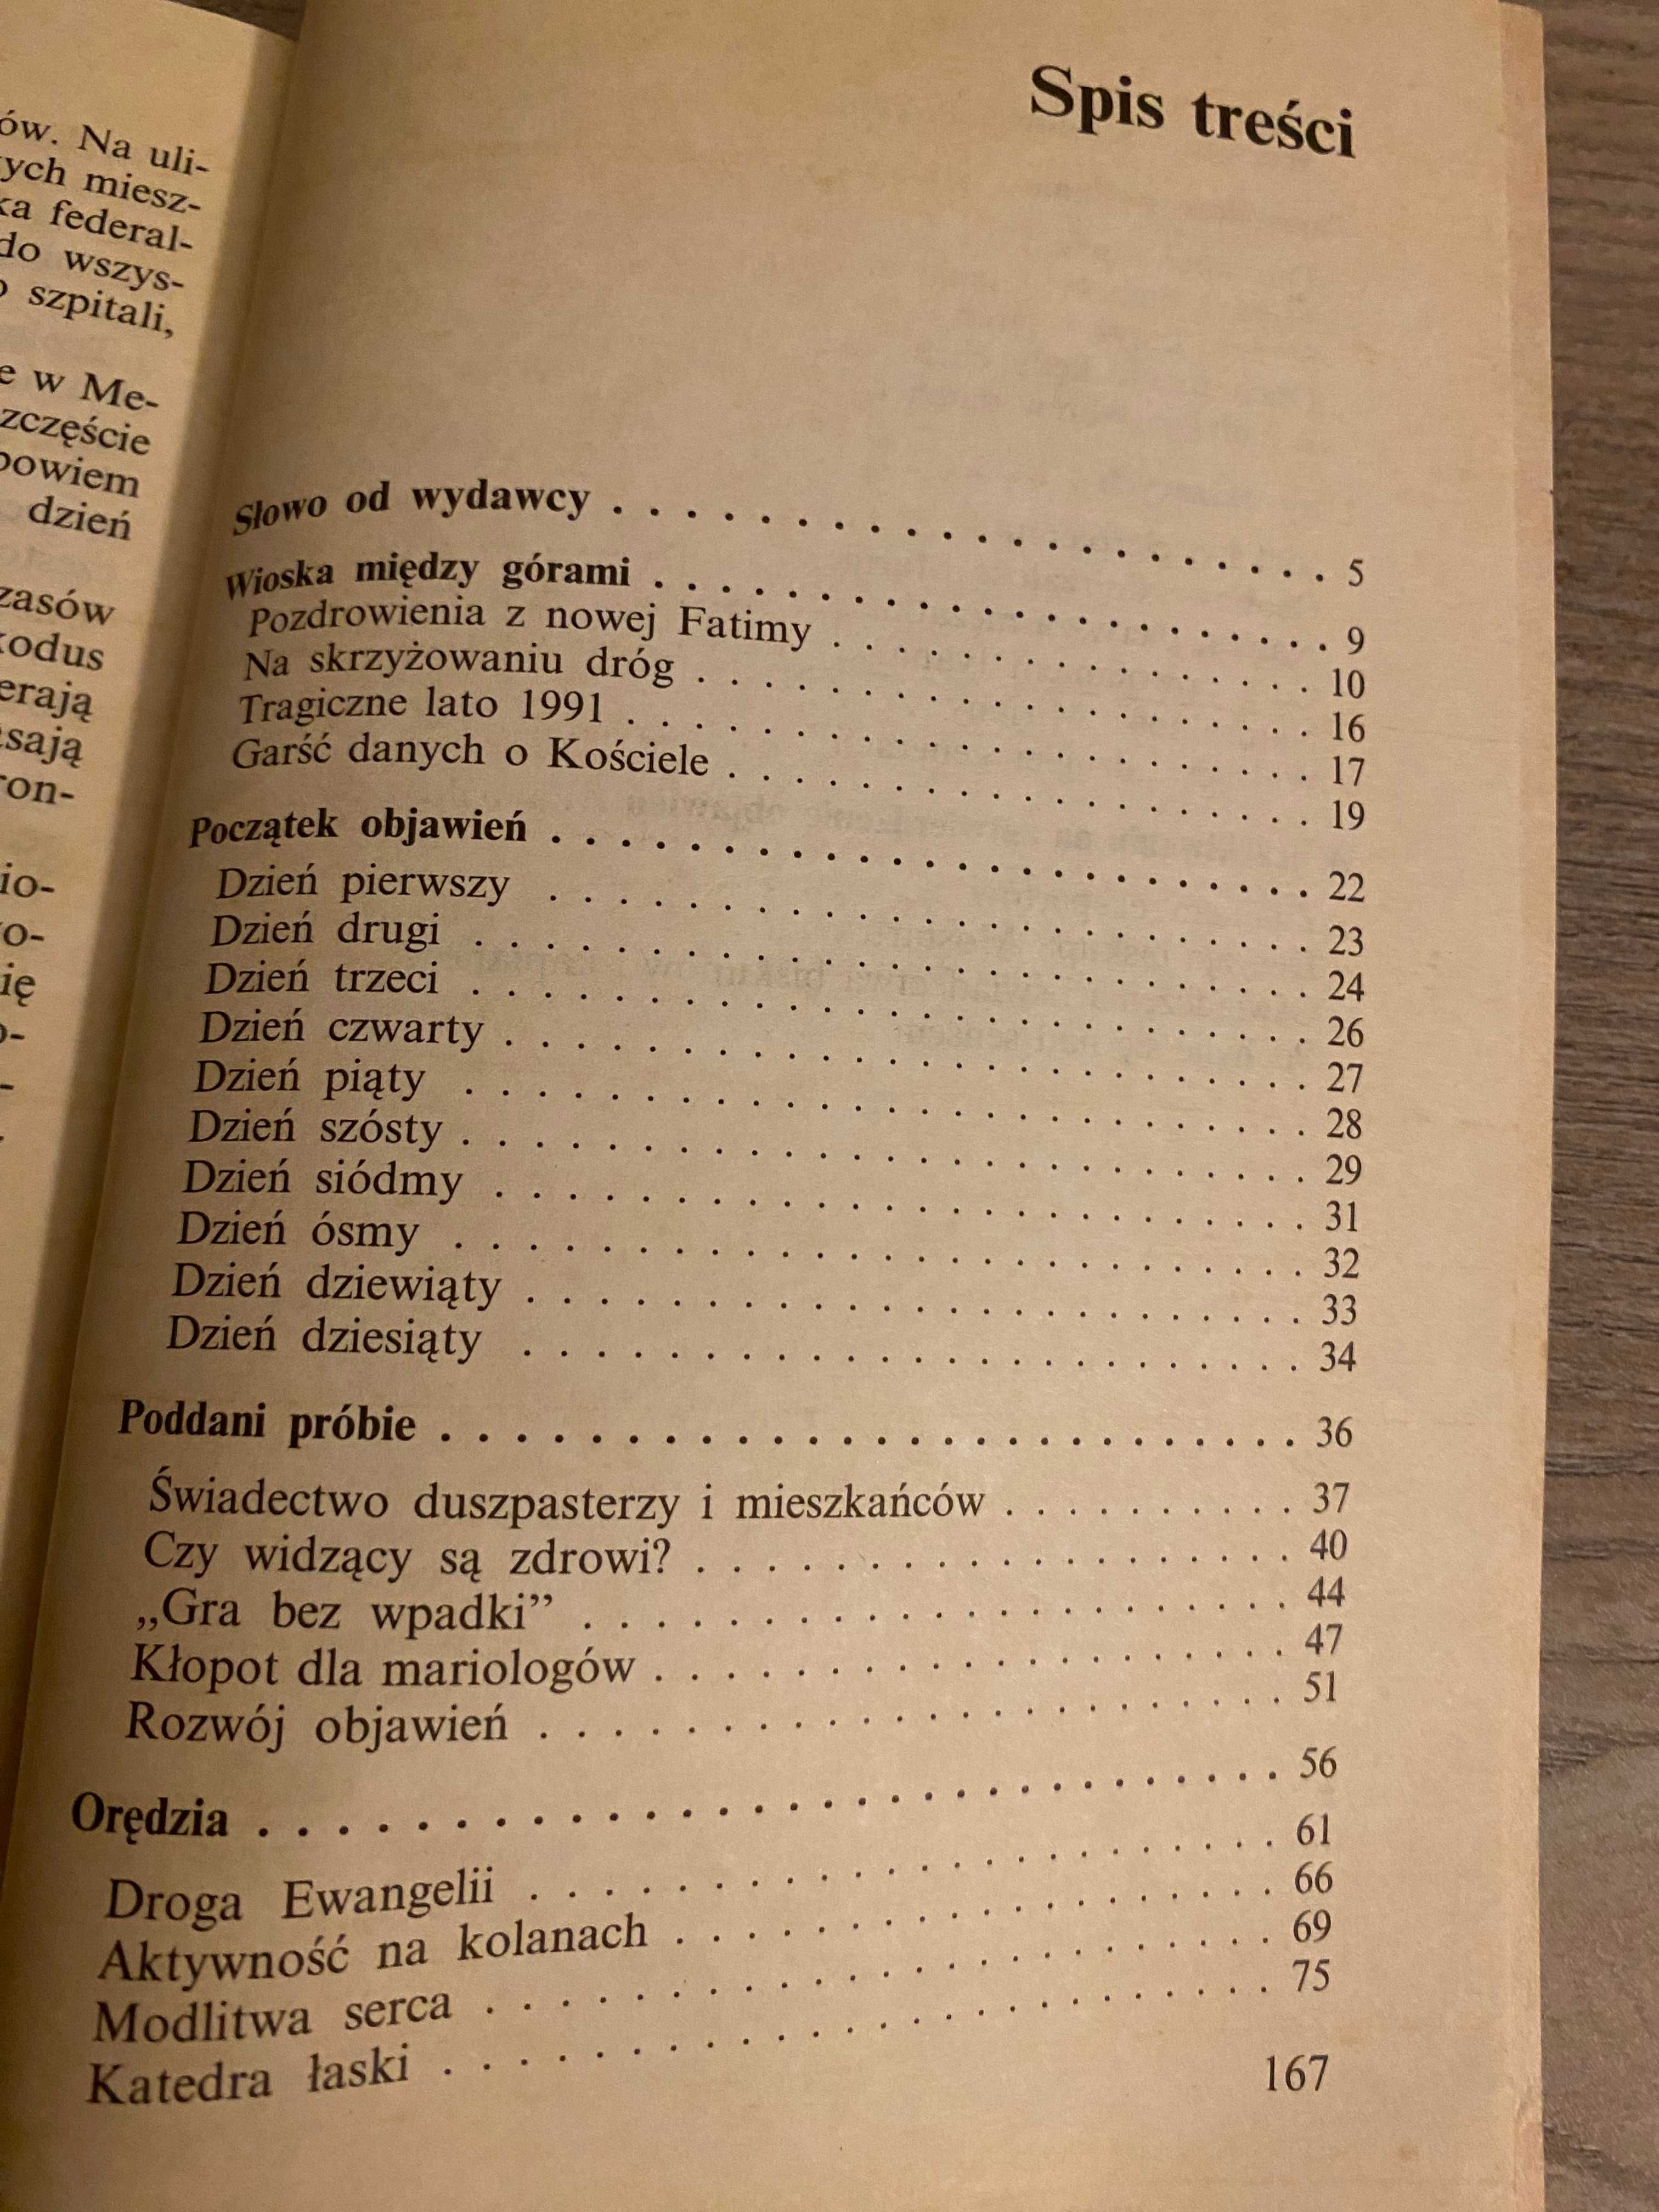 ów. Na uli-
ych miesz-
ka federal-
do wszys-
szpitali,
e w Me-
zczęście
bowiem
dzień
zasów
kodus
erają
sają
ron-
io-
o-
ię
Spis treści
Słowo od wydawcy . . . . . . . . . . . . . . . . . . . . 5
Wioska między górami . . . . . . . . . . . . . . . . . . . 9
Pozdrowienia z nowej Fatimy . . . . . . . . . . . . . . 10
Na skrzyżowaniu dróg . . . . . . . . . . . . . . . . . 16
Tragiczne lato 1991 . . . . . . . . . . . . . . . . . . . 17
Garść danych o Kościele . . . . . . . . . . . . . . . . 19
Początek objawień . . . . . . . . . . . . . . . . . . . . . 22
Dzień pierwszy . . . . . . . . . . . . . . . . . . . . . 23
Dzień drugi . . . . . . . . . . . . . . . . . . . . . . . 24
Dzień trzeci . . . . . . . . . . . . . . . . . . . . . . . 26
Dzień czwarty . . . . . . . . . . . . . . . . . . . . . . 27
Dzień piąty . . . . . . . . . . . . . . . . . . . . . . . 28
Dzień szósty . . . . . . . . . . . . . . . . . . . . . . . 29
Dzień siódmy . . . . . . . . . . . . . . . . . . . . . . 31
Dzień ósmy . . . . . . . . . . . . . . . . . . . . . . . 32
Dzień dziewiąty . . . . . . . . . . . . . . . . . . . . . 33
Dzień dziesiąty . . . . . . . . . . . . . . . . . . . . . 34
Poddani próbie . . . . . . . . . . . . . . . . . . . . . . . 36
Świadectwo duszpasterzy i mieszkańców . . . . . . . . . 37
Czy widzący są zdrowi? . . . . . . . . . . . . . . . . . 40
„Gra bez wpadki” . . . . . . . . . . . . . . . . . . . . 44
Kłopot dla mariologów . . . . . . . . . . . . . . . . . 47
Rozwój objawień . . . . . . . . . . . . . . . . . . . . . 51
Orędzia . . . . . . . . . . . . . . . . . . . . . . . . . . 56
Droga Ewangelii . . . . . . . . . . . . . . . . . . . . . 61
Aktywność na kolanach . . . . . . . . . . . . . . . . . 66
Modlitwa serca . . . . . . . . . . . . . . . . . . . . . . 69
Katedra łaski . . . . . . . . . . . . . . . . . . . . . . . 75
167